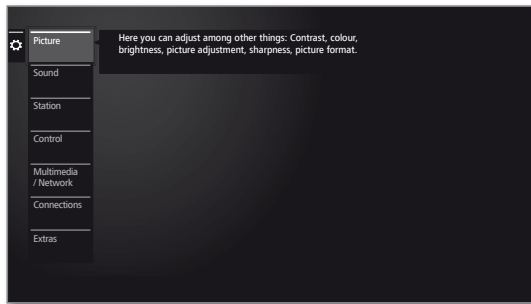 Picture
Here you can adjust among other things: Contrast, colour,
brightness, picture adjustment, sharpness, picture format.
Sound
Station
Control
Multimedia
/ Network
Connections
Extras